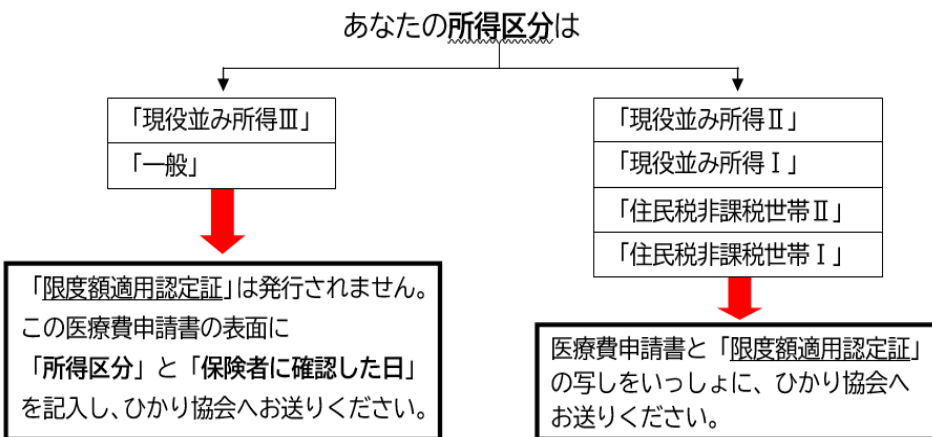 あなたの所得区分は
「現役並み所得Ⅲ」
「一般」
「限度額適用認定証」は発行されません。
この医療費申請書の表面に
「所得区分」と「保険者に確認した日」
を記入し、ひかり協会へお送りください。
「現役並み所得Ⅱ」
「現役並み所得Ⅰ」
「住民税非課税世帯Ⅱ」
「住民税非課税世帯Ⅰ」
医療費申請書と「限度額適用認定証」
の写しをいっしょに、ひかり協会へ
お送りください。